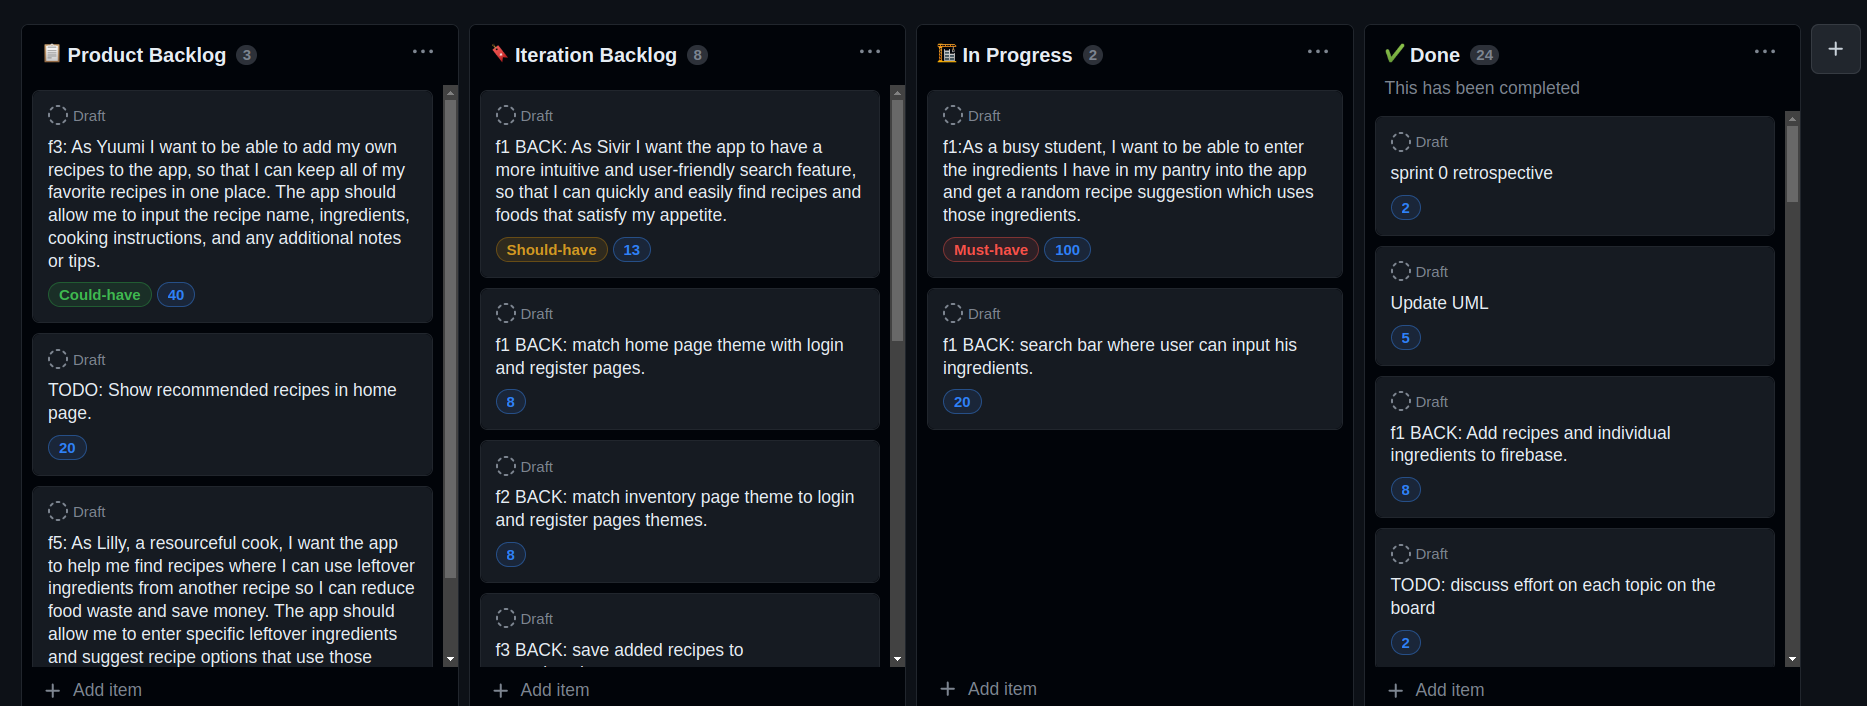 Product Backlog 3
Draft
f3: As Yuumi I want to be able to add my own
recipes to the app, so that I can keep all of my
favorite recipes in one place. The app should
allow me to input the recipe name, ingredients,
cooking instructions, and any additional notes
or tips.
Could-have 40
Draft
TODO: Show recommended recipes in home
page.
20
Draft
f5: As Lilly, a resourceful cook, I want the app
to help me find recipes where I can use leftover
ingredients from another recipe so I can reduce
food waste and save money. The app should
allow me to enter specific leftover ingredients
and suggest recipe options that use those
Add item
Iteration Backlog 8
Draft
f1 BACK: As Sivir I want the app to have a
more intuitive and user-friendly search feature,
so that I can quickly and easily find recipes and
foods that satisfy my appetite.
Should-have 13
Draft
f1 BACK: match home page theme with login
and register pages.
8
Draft
f2 BACK: match inventory page theme to login
and register pages themes.
8
Draft
f3 BACK: save added recipes to
Add item
In Progress 2
Draft
f1:As a busy student, I want to be able to enter
the ingredients I have in my pantry into the app
and get a random recipe suggestion which uses
those ingredients.
Must-have 100
Draft
f1 BACK: search bar where user can input his
ingredients.
20
Add item
Done 24
This has been completed
Draft
sprint 0 retrospective
2
Draft
Update UML
5
Draft
f1 BACK: Add recipes and individual
ingredients to firebase.
8
Draft
TODO: discuss effort on each topic on the
board
2
Add item